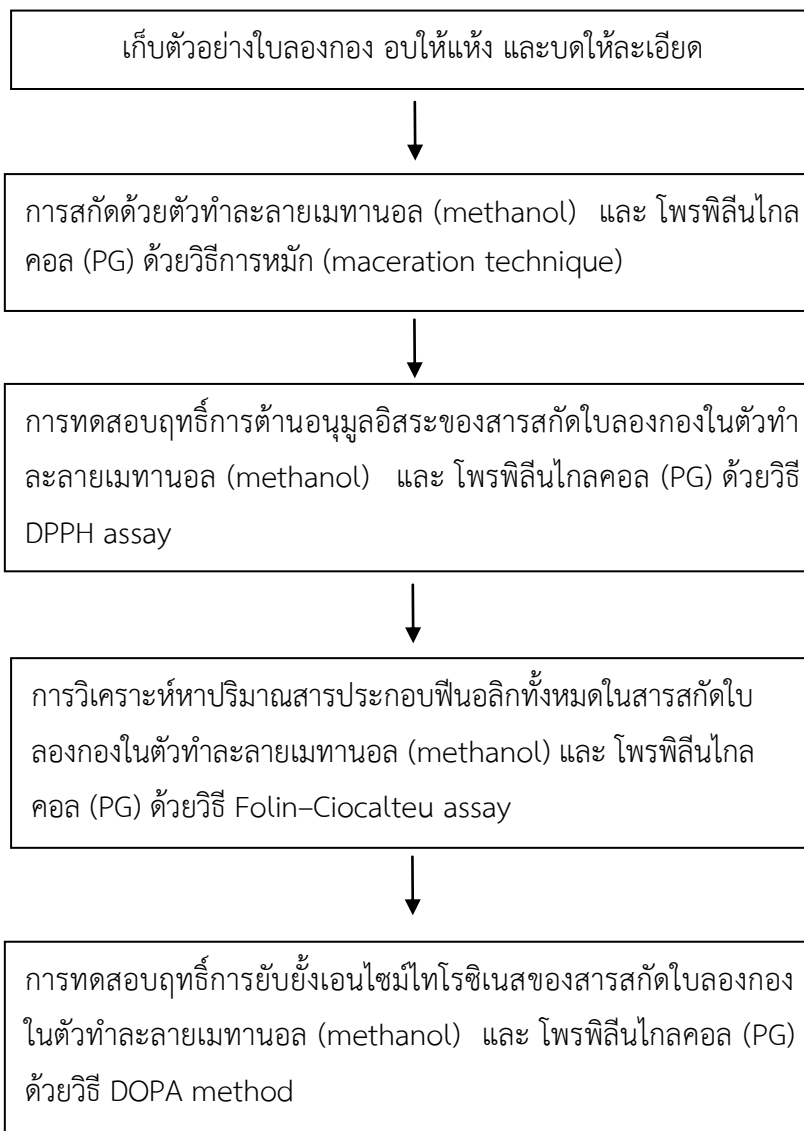 เก็บตัวอย่างใบลองกอง อบให้แห้ง และบดให้ละเอียด
การสกัดด้วยตัวทำละลายเมทานอล (methanol) และ โพรพิลีนไกล
คอล (PG) ด้วยวิธีการหมัก (maceration technique)
การทดสอบฤทธิ์การต้านอนุมูลอิสระของสารสกัดใบลองกองในตัวทำ
ละลายเมทานอล (methanol) และ โพรพิลีนไกลคอล (PG) ด้วยวิธี
DPPH assay
การวิเคราะห์หาปริมาณสารประกอบฟีนอลิกทั้งหมดในสารสกัดใบ
ลองกองในตัวทำละลายเมทานอล (methanol) และ โพรพิลีนไกล
คอล (PG) ด้วยวิธี Folin–Ciocalteu assay
การทดสอบฤทธิ์การยับยั้งเอนไซม์ไทโรซิเนสของสารสกัดใบลองกอง
ในตัวทำละลายเมทานอล (methanol) และ โพรพิลีนไกลคอล (PG)
ด้วยวิธี DOPA method